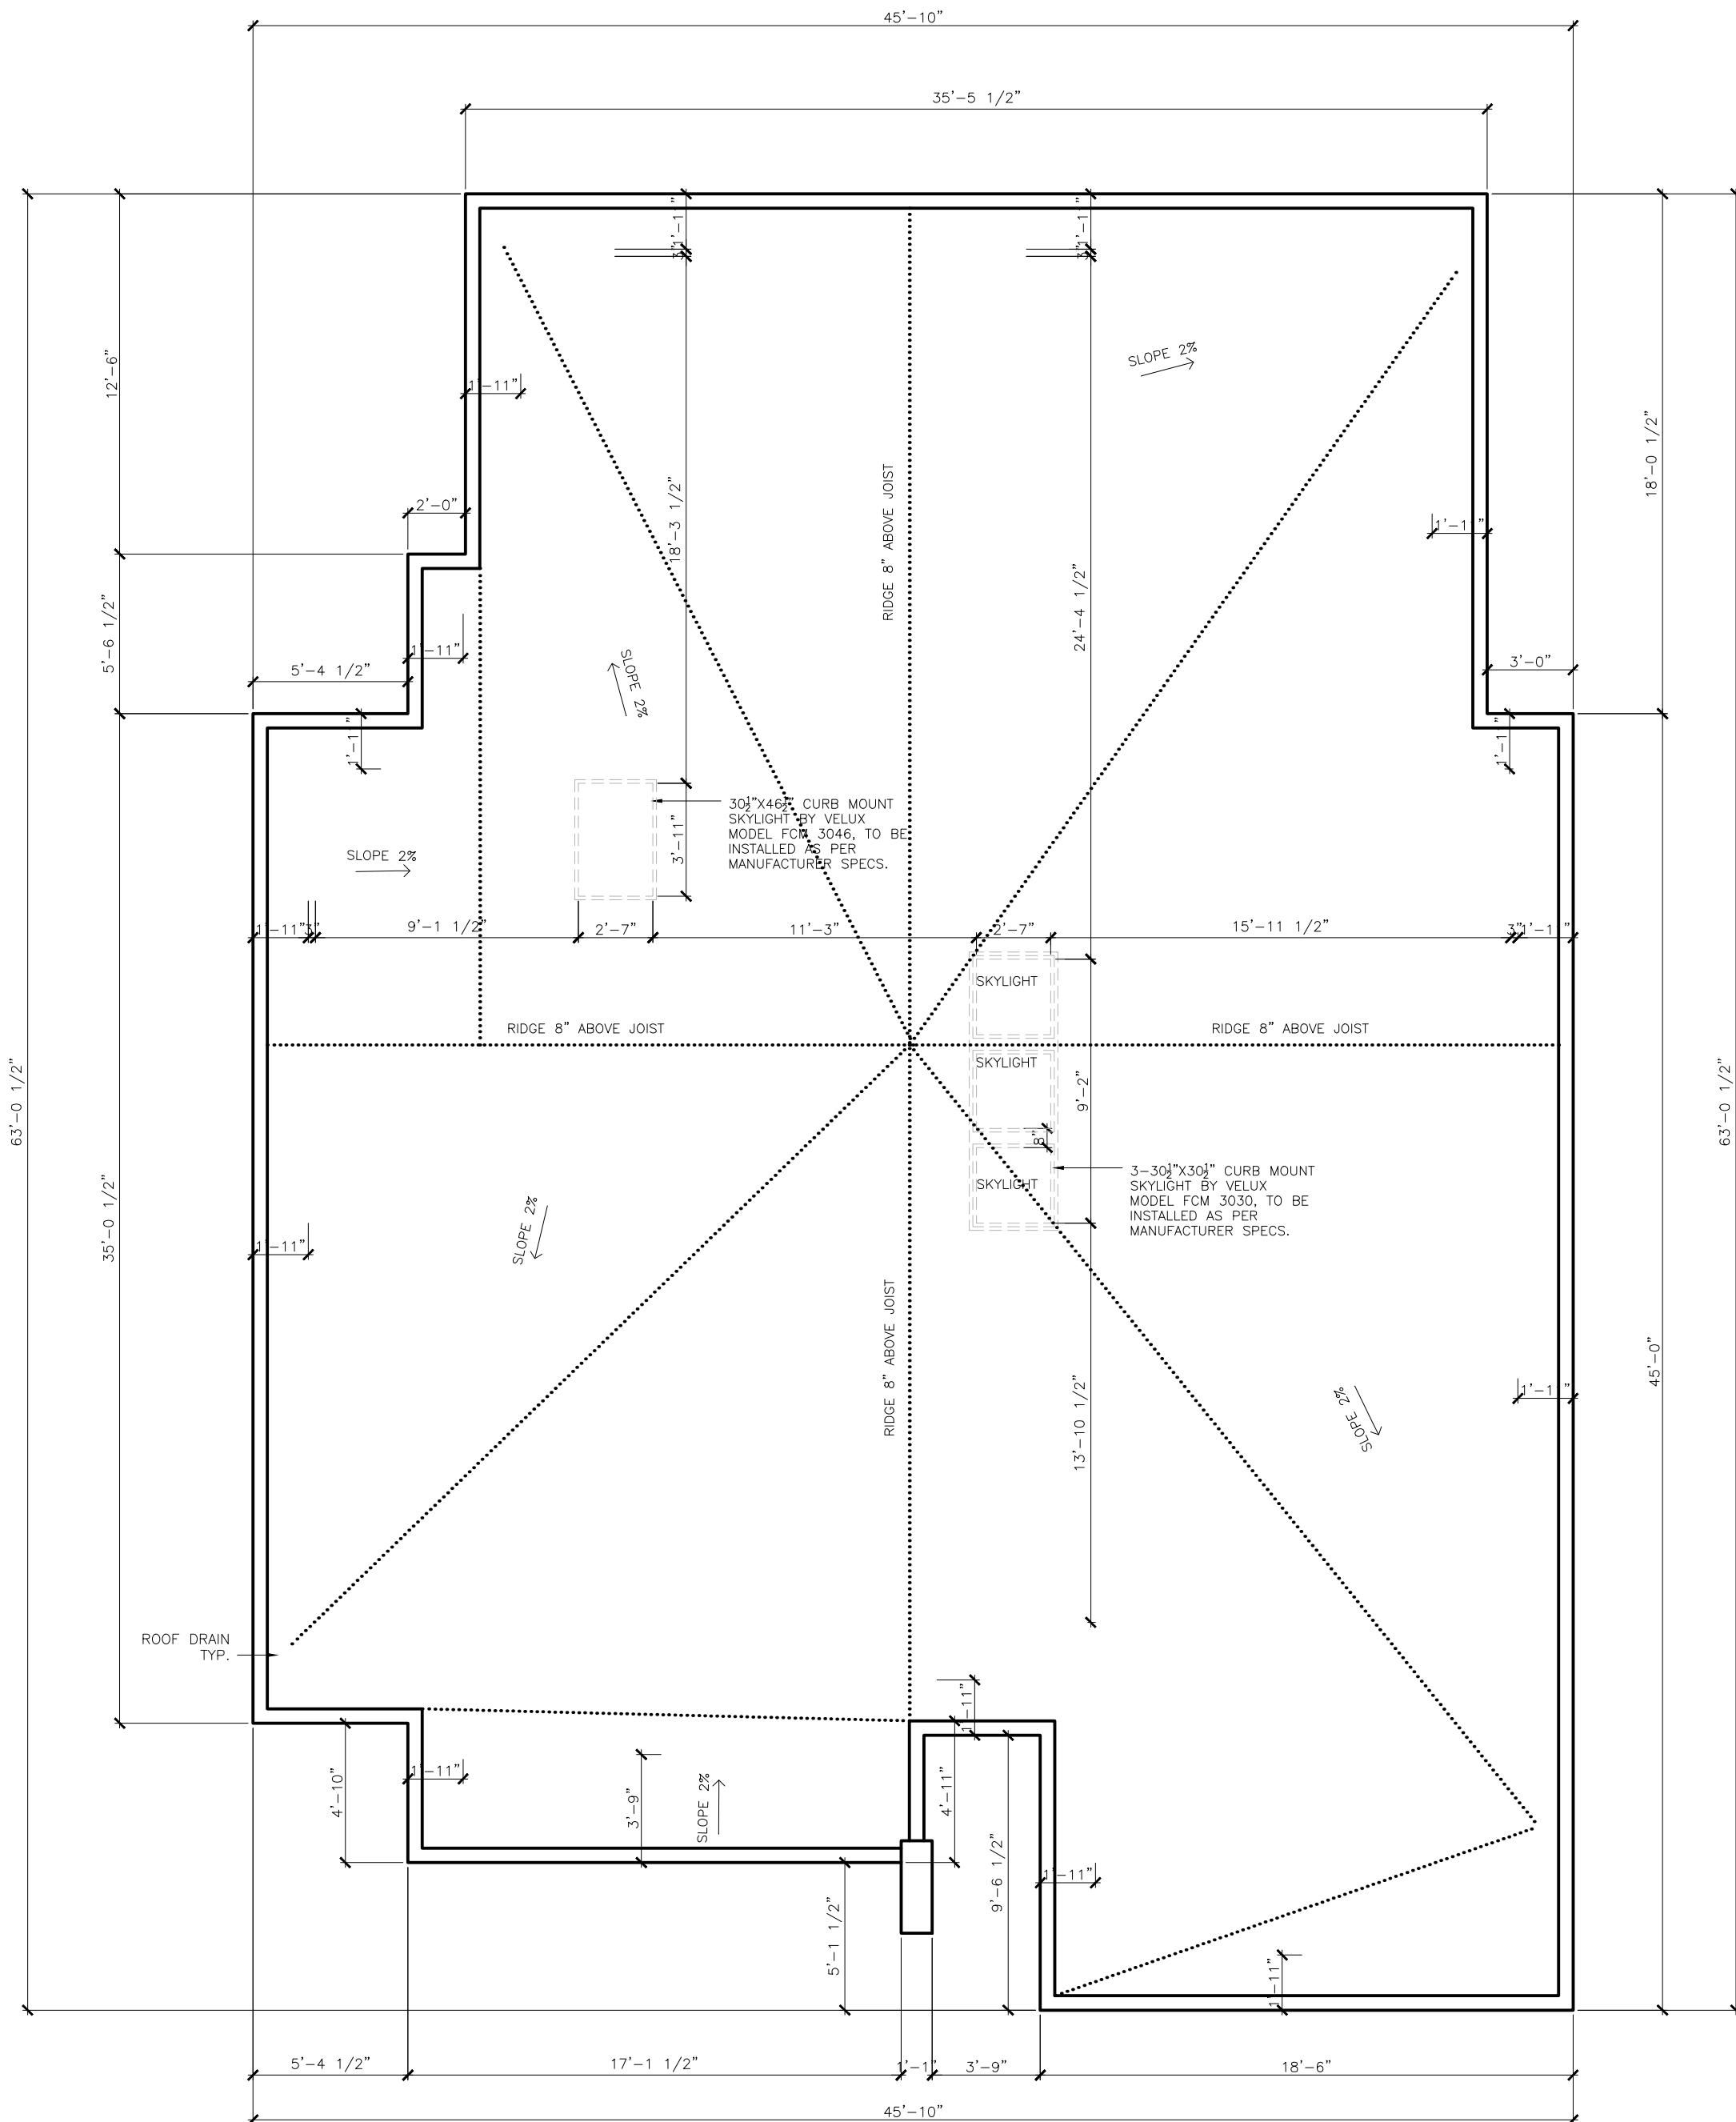 45'-10"
35'-5 1/2"
12'-6"
5'-6 1/2"
35'-0 1/2"
63'-0 1/2"
18'-0 1/2"
45'-0"
63'-0 1/2"
3"
3"
SLOPE 2%
1'-11"
2'-0"
18'-3 1/2"
RIDGE 8" ABOVE JOIST
24'-4 1/2"
1'-11"
5'-4 1/2"
3'-0"
SLOPE 2%
30½"X46½" CURB MOUNT
SKYLIGHT BY VELUX
MODEL FCM 3046, TO BE
INSTALLED AS PER
MANUFACTURER SPECS.
3'-11"
SLOPE 2%
1'-11"
3"
9'-1 1/2"
2'-7"
11'-3"
2'-7"
15'-11 1/2"
3"
SKYLIGHT
RIDGE 8" ABOVE JOIST
RIDGE 8" ABOVE JOIST
SKYLIGHT
9'-2"
8"
SKYLIGHT
3-30½"X30½" CURB MOUNT
SKYLIGHT BY VELUX
MODEL FCM 3030, TO BE
INSTALLED AS PER
MANUFACTURER SPECS.
SLOPE 2%
1'-11"
RIDGE 8" ABOVE JOIST
13'-10 1/2"
SLOPE 2%
ROOF DRAIN
TYP.
1'-11"
4'-10"
1'-11"
3'-9"
SLOPE 2%
4'-11"
9'-6 1/2"
1'-11"
5'-1 1/2"
1'-11"
5'-4 1/2"
17'-1 1/2"
1'-1"
3'-9"
18'-6"
45'-10"